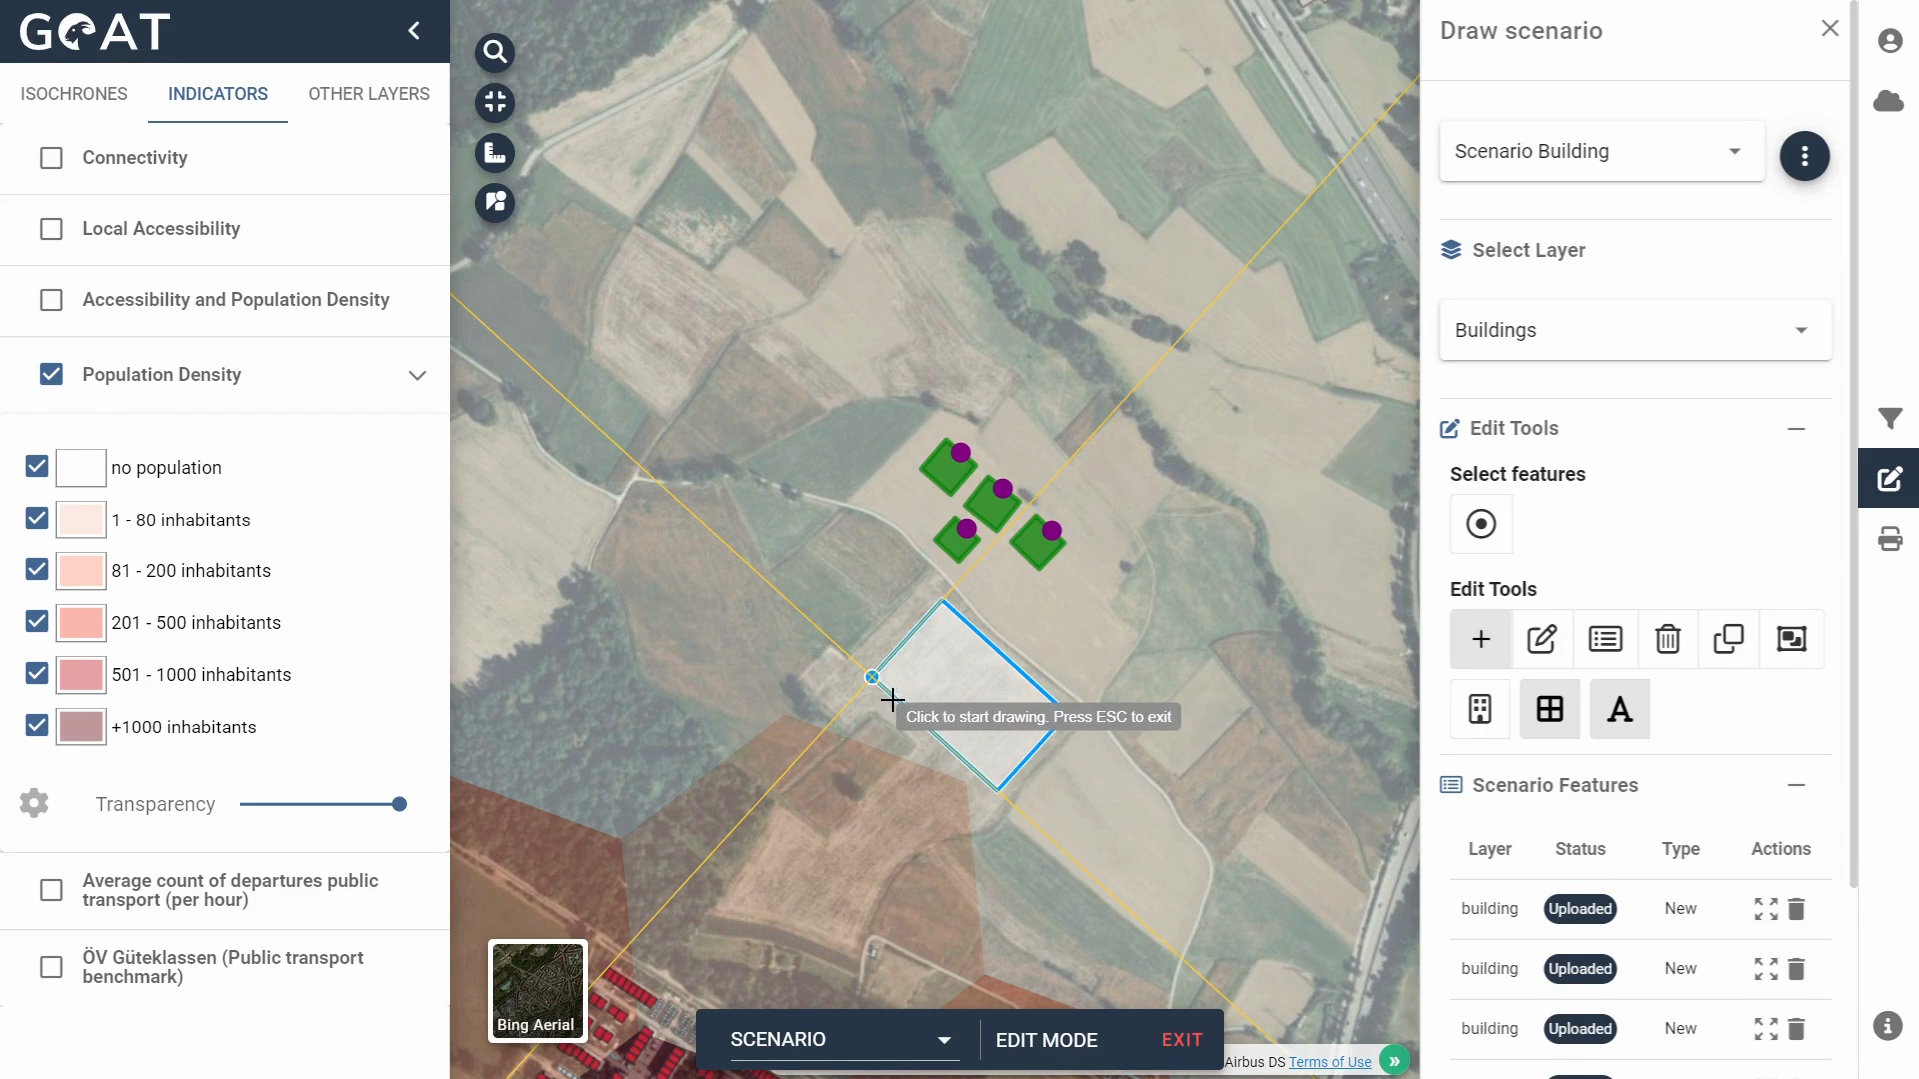 GOAT
ISOCHRONES
INDICATORS
OTHER LAYERS
Connectivity
Local Accessibility
Accessibility and Population Density
Population Density
no population
1 - 80 inhabitants
81 - 200 inhabitants
201 - 500 inhabitants
501 - 1000 inhabitants
+1000 inhabitants
Transparency
Average count of departures public
transport (per hour)
ÖV Güteklassen (Public transport
benchmark)
Click to start drawing. Press ESC to exit
Bing Aerial
SCENARIO
EDIT MODE
EXIT
Airbus DS Terms of Use
»
Draw scenario
Scenario Building
Select Layer
Buildings
Edit Tools
Select features
Edit Tools
A
Scenario Features
Layer Status Type Actions
building Uploaded New
building Uploaded New
building Uploaded New